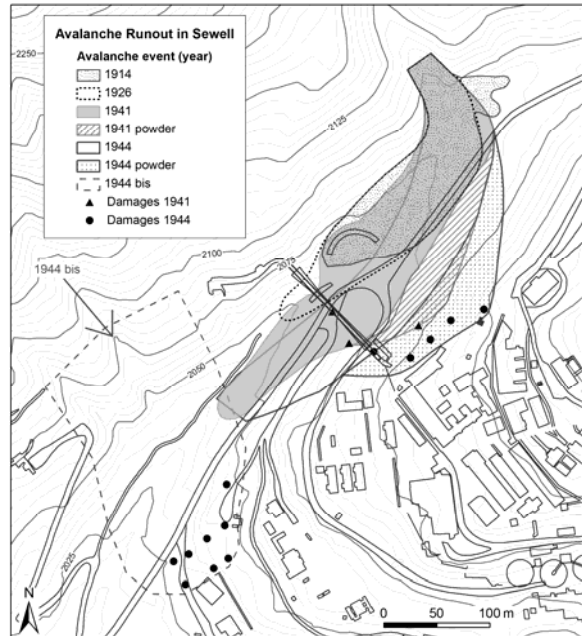 Avalanche Runout in Sewell
Avalanche event (year)
1914
1926
1941
1941 powder
1944
1944 powder
1944 bis
Damages 1941
Damages 1944
2250
2125
2100
2075
1944 bis
2050
2025
N
0 50 100 m